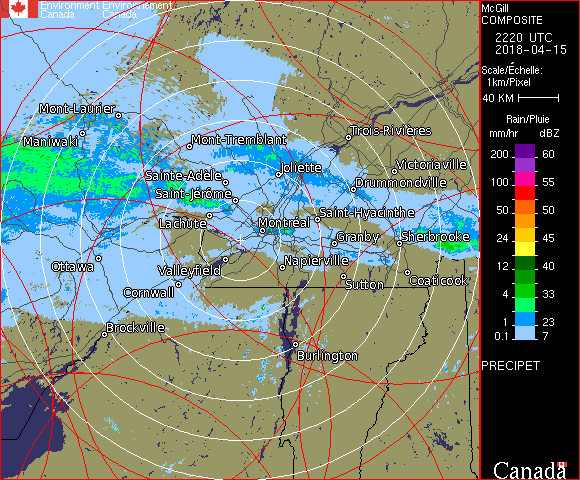 Environment Environnement
Canada Canada
McGill
COMPOSITE
2220 UTC
2018-04-15
Scale/Échelle:
1km/Pixel
40 KM
Rain/Pluie
mm/hr dBZ
200 60
100 55
50 50
24 45
12 40
8 39
4 33
1.0 23
0.1 7
PRECIPET
Canada
Mont-Laurier
Maniwaki
Mont-Tremblant
Trois-Rivières
Sainte-Adèle
Joliette
Victoriaville
Saint-Jérôme
Drummondville
Lachute
Montréal
Saint-Hyacinthe
Granby
Sherbrooke
Ottawa
Valleyfield
Napierville
Cornwall
Sutton
Coaticook
Brockville
Burlington